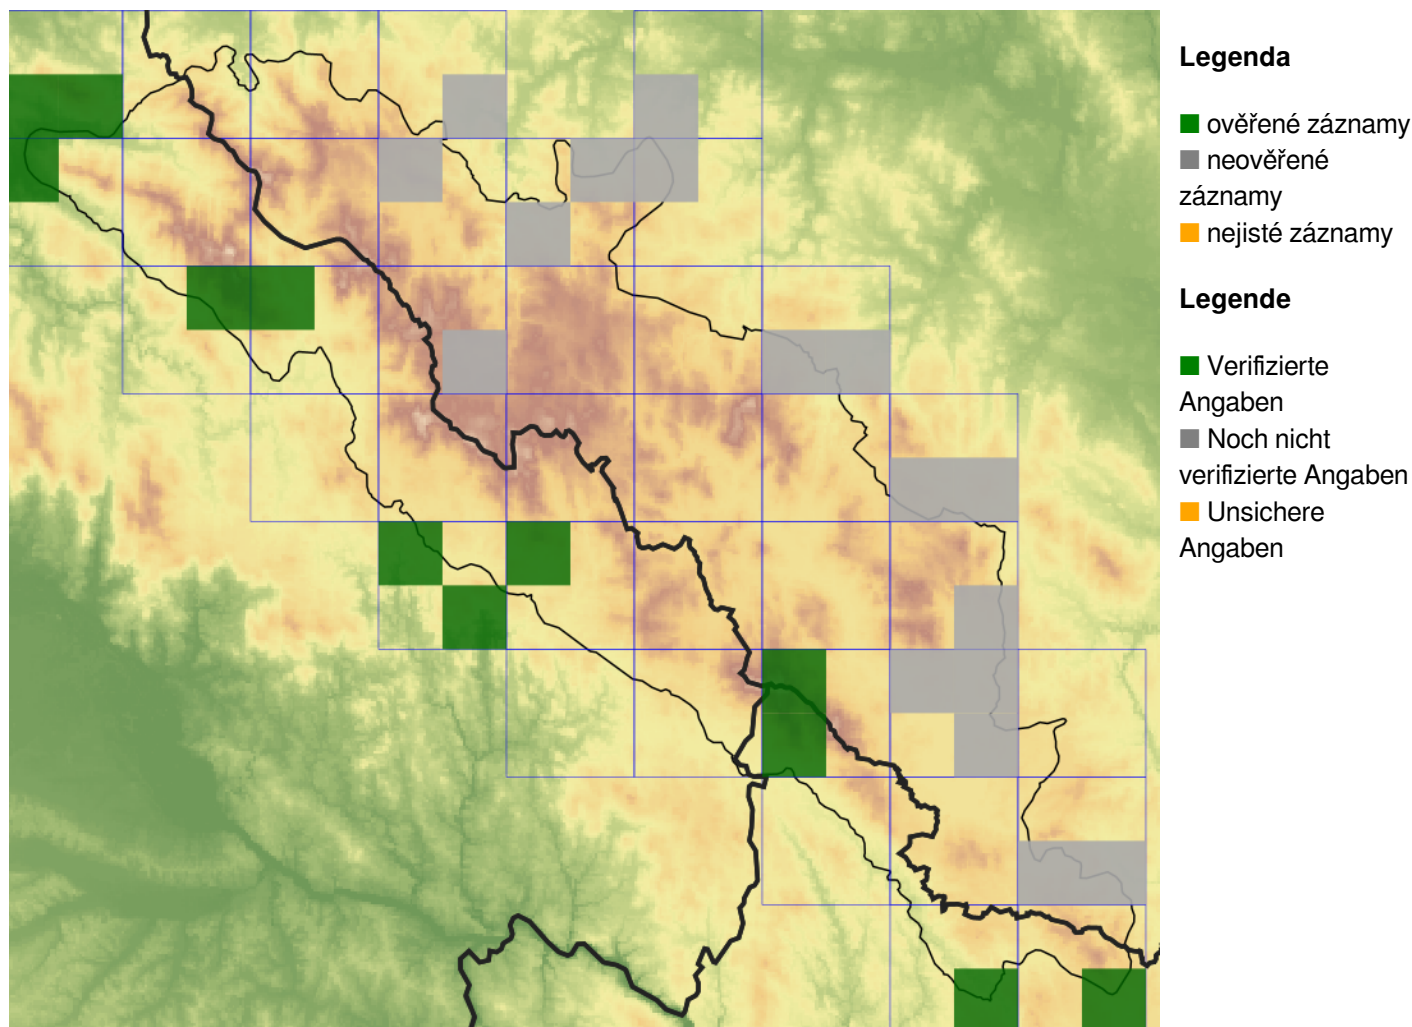 Legenda
ověřené záznamy
neověřené
záznamy
nejisté záznamy
Legende
Verifizierte
Angaben
Noch nicht
verifizierte Angaben
Unsichere
Angaben